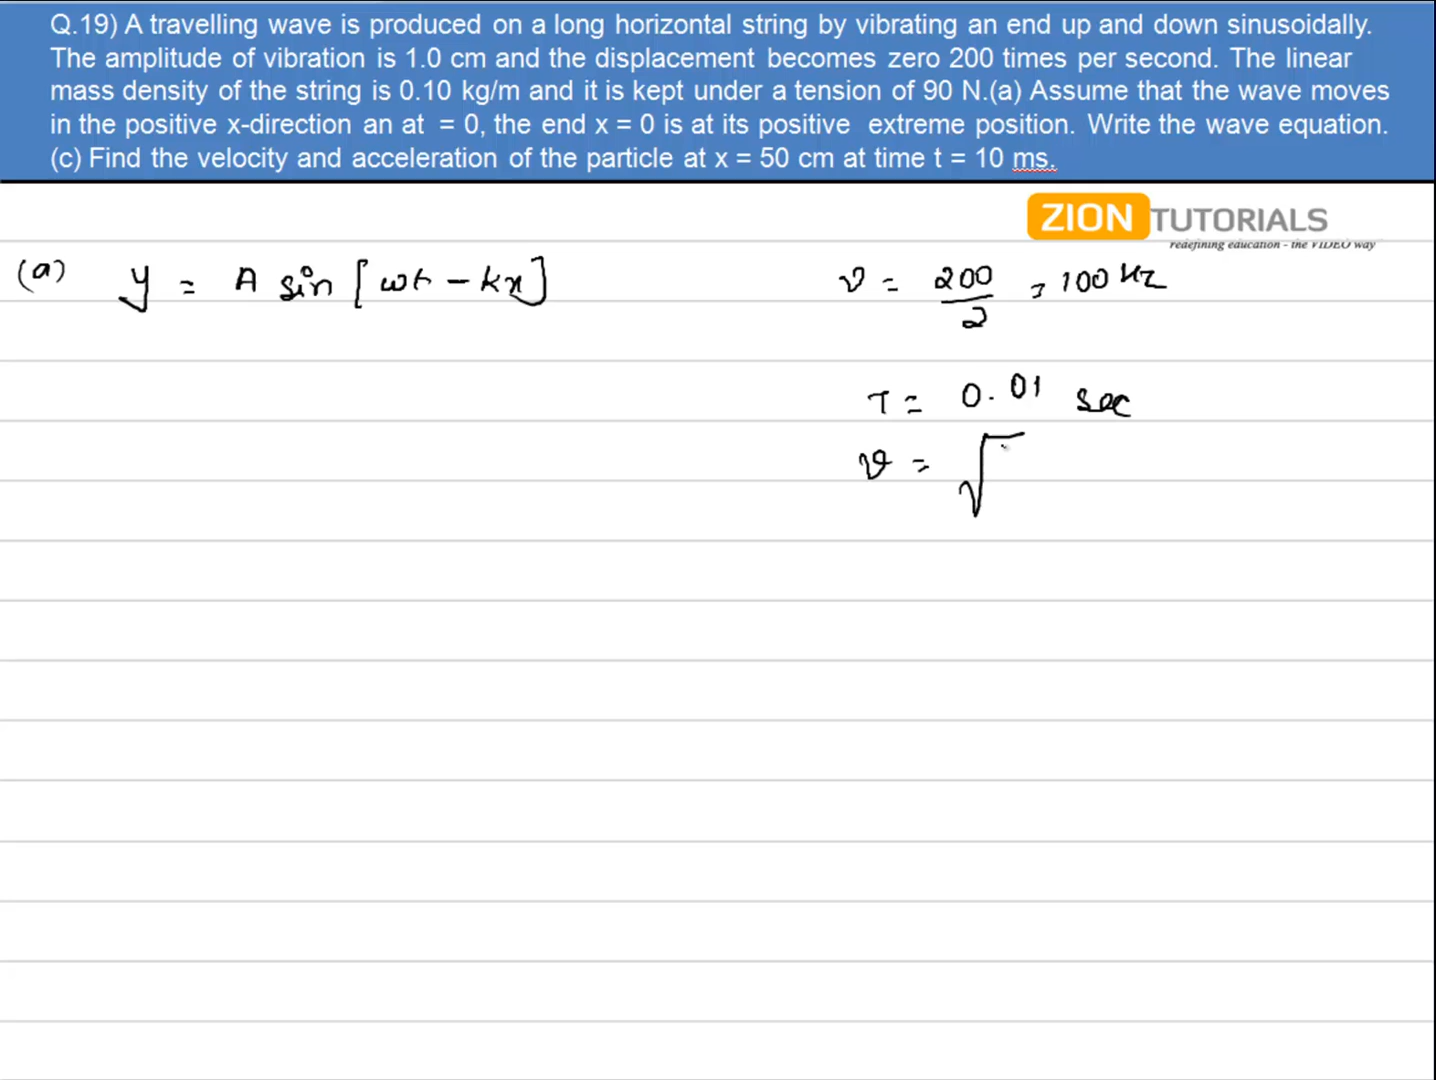 Q.19) A travelling wave is produced on a long horizontal string by vibrating an end up and down sinusoidally.
The amplitude of vibration is 1.0 cm and the displacement becomes zero 200 times per second. The linear
mass density of the string is 0.10 kg/m and it is kept under a tension of 90 N.(a) Assume that the wave moves
in the positive x-direction an at = 0, the end x = 0 is at its positive extreme position. Write the wave equation.
(c) Find the velocity and acceleration of the particle at x = 50 cm at time t = 10 ms.
ZION TUTORIALS
redefining education - the VIDEO way
(a) y = A sin [ωt - kx]
ν = 200/2 = 100 Hz
T = 0.01 sec
v = √